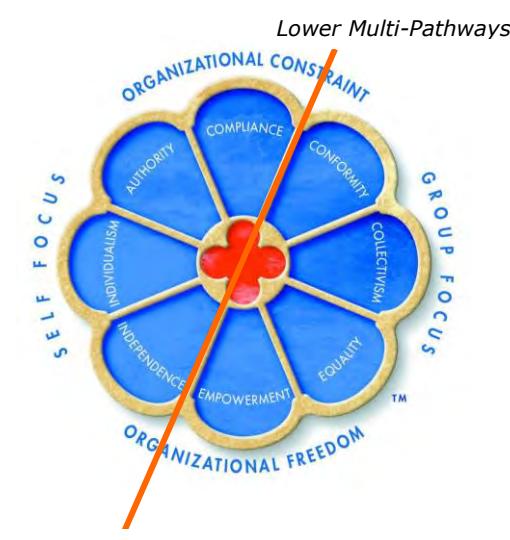 Lower Multi-Pathways
ORGANIZATIONAL CONSTRAINT
COMPLIANCE
AUTHORITY
CONFORMITY
SELF FOCUS
GROUP FOCUS
INDIVIDUALISM
COLLECTIVISM
INDEPENDENCE
EQUALITY
EMPOWERMENT
TM
ORGANIZATIONAL FREEDOM